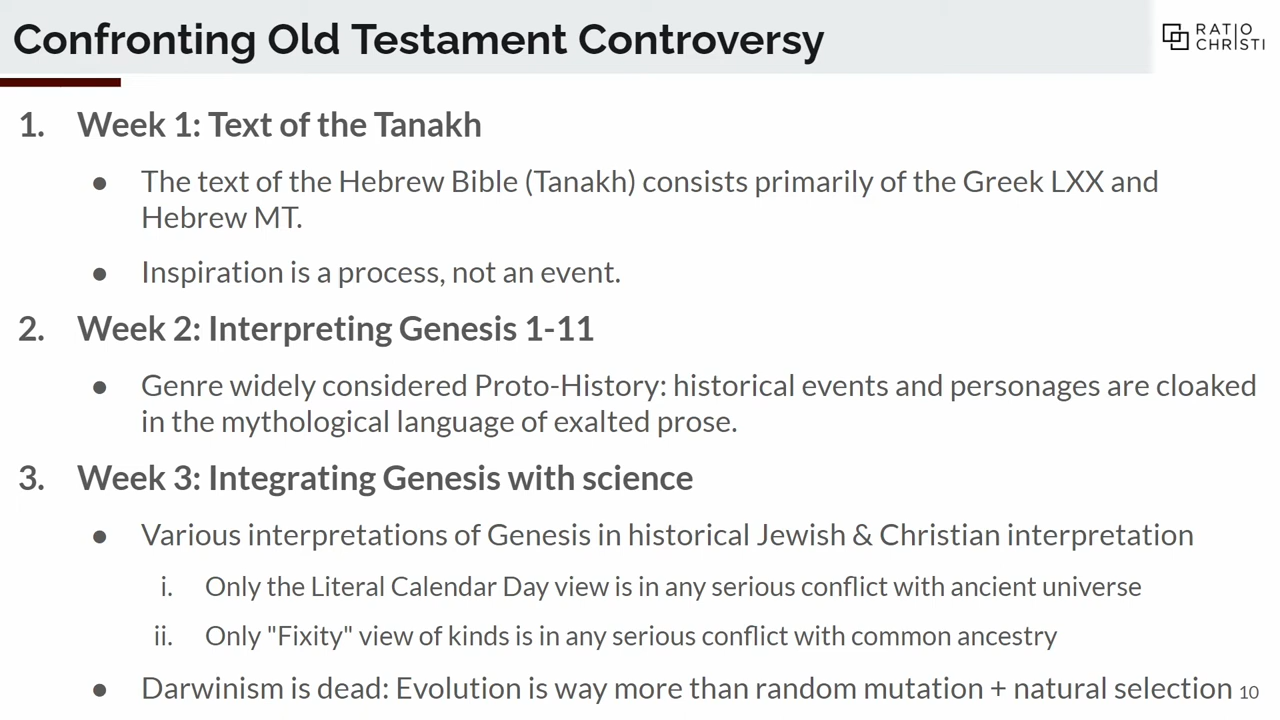 Confronting Old Testament Controversy
RATIO
CHRISTI
1. Week 1: Text of the Tanakh
● The text of the Hebrew Bible (Tanakh) consists primarily of the Greek LXX and
Hebrew MT.
● Inspiration is a process, not an event.
2. Week 2: Interpreting Genesis 1-11
● Genre widely considered Proto-History: historical events and personages are cloaked
in the mythological language of exalted prose.
3. Week 3: Integrating Genesis with science
● Various interpretations of Genesis in historical Jewish & Christian interpretation
i. Only the Literal Calendar Day view is in any serious conflict with ancient universe
ii. Only "Fixity" view of kinds is in any serious conflict with common ancestry
● Darwinism is dead: Evolution is way more than random mutation + natural selection 10